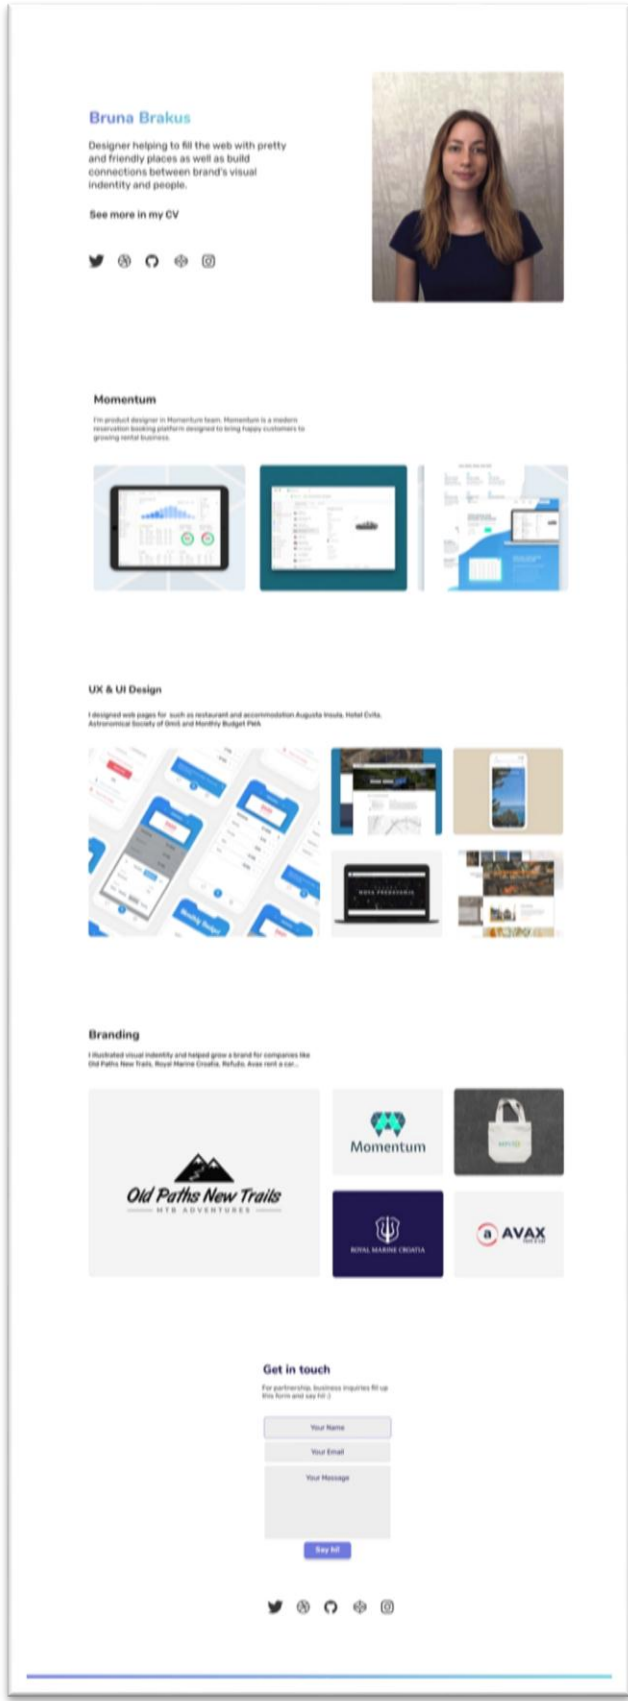 Bruna Brakus
Designer helping to fill the web with pretty
and friendly places as well as build
connections between brand's visual
indentity and people.
See more in my CV
Momentum
I'm product designer in Momentum team. Momentum is a modern
reservation booking platform designed to bring happy customers to
growing rental business.
UX & UI Design
I designed web pages for such as restaurant and accommodation Augusta Insula, Hotel Cvita,
Astronomical Society of and Monthly Budget PWA
Monthly Budget
NOVA
Branding
I illustrated visual indentity and helped grow a brand for companies like
Old Paths New Trails, Royal Marine Croatia, Refullo, Avax rent a car...
Old Paths New Trails
MTB ADVENTURES
Momentum
ROYAL MARINE CROATIA
a AVAX
rent a car
Get in touch
For partnership, business inquiries fill up
this form and say hi! :)
Your Name
Your Email
Your Message
Say hi!